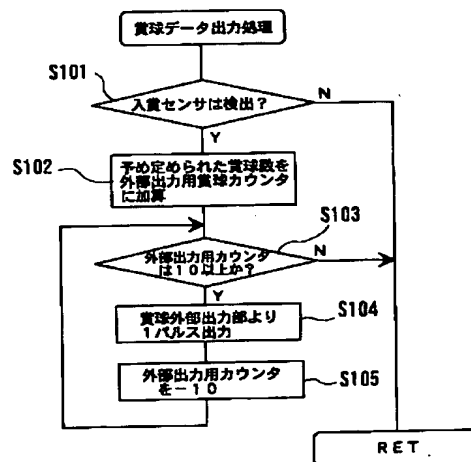 賞球データ出力処理
S101
入賞センサは検出？
N
Y
S102
予め定められた賞球数を
外部出力用賞球カウンタ
に加算
S103
外部出力用カウンタ
は１０以上か？
N
Y
賞球外部出力部より
１パルス出力
S104
外部出力用カウンタ
を－１０
S105
ＲＥＴ